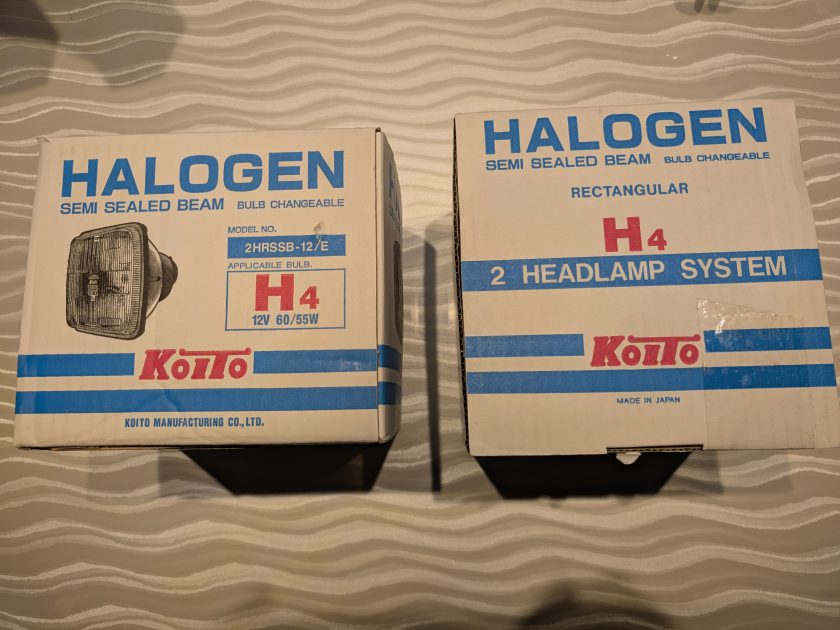 HALOGEN
SEMI SEALED BEAM BULB CHANGEABLE
MODEL NO.
2HRSSB-12/E
APPLICABLE BULB.
H4
12V 60/55W
KOITO
KOITO MANUFACTURING CO., LTD.
HALOGEN
HALOGEN
SEMI SEALED BEAM BULB CHANGEABLE
RECTANGULAR
H4
2 HEADLAMP SYSTEM
KOITO
MADE IN JAPAN